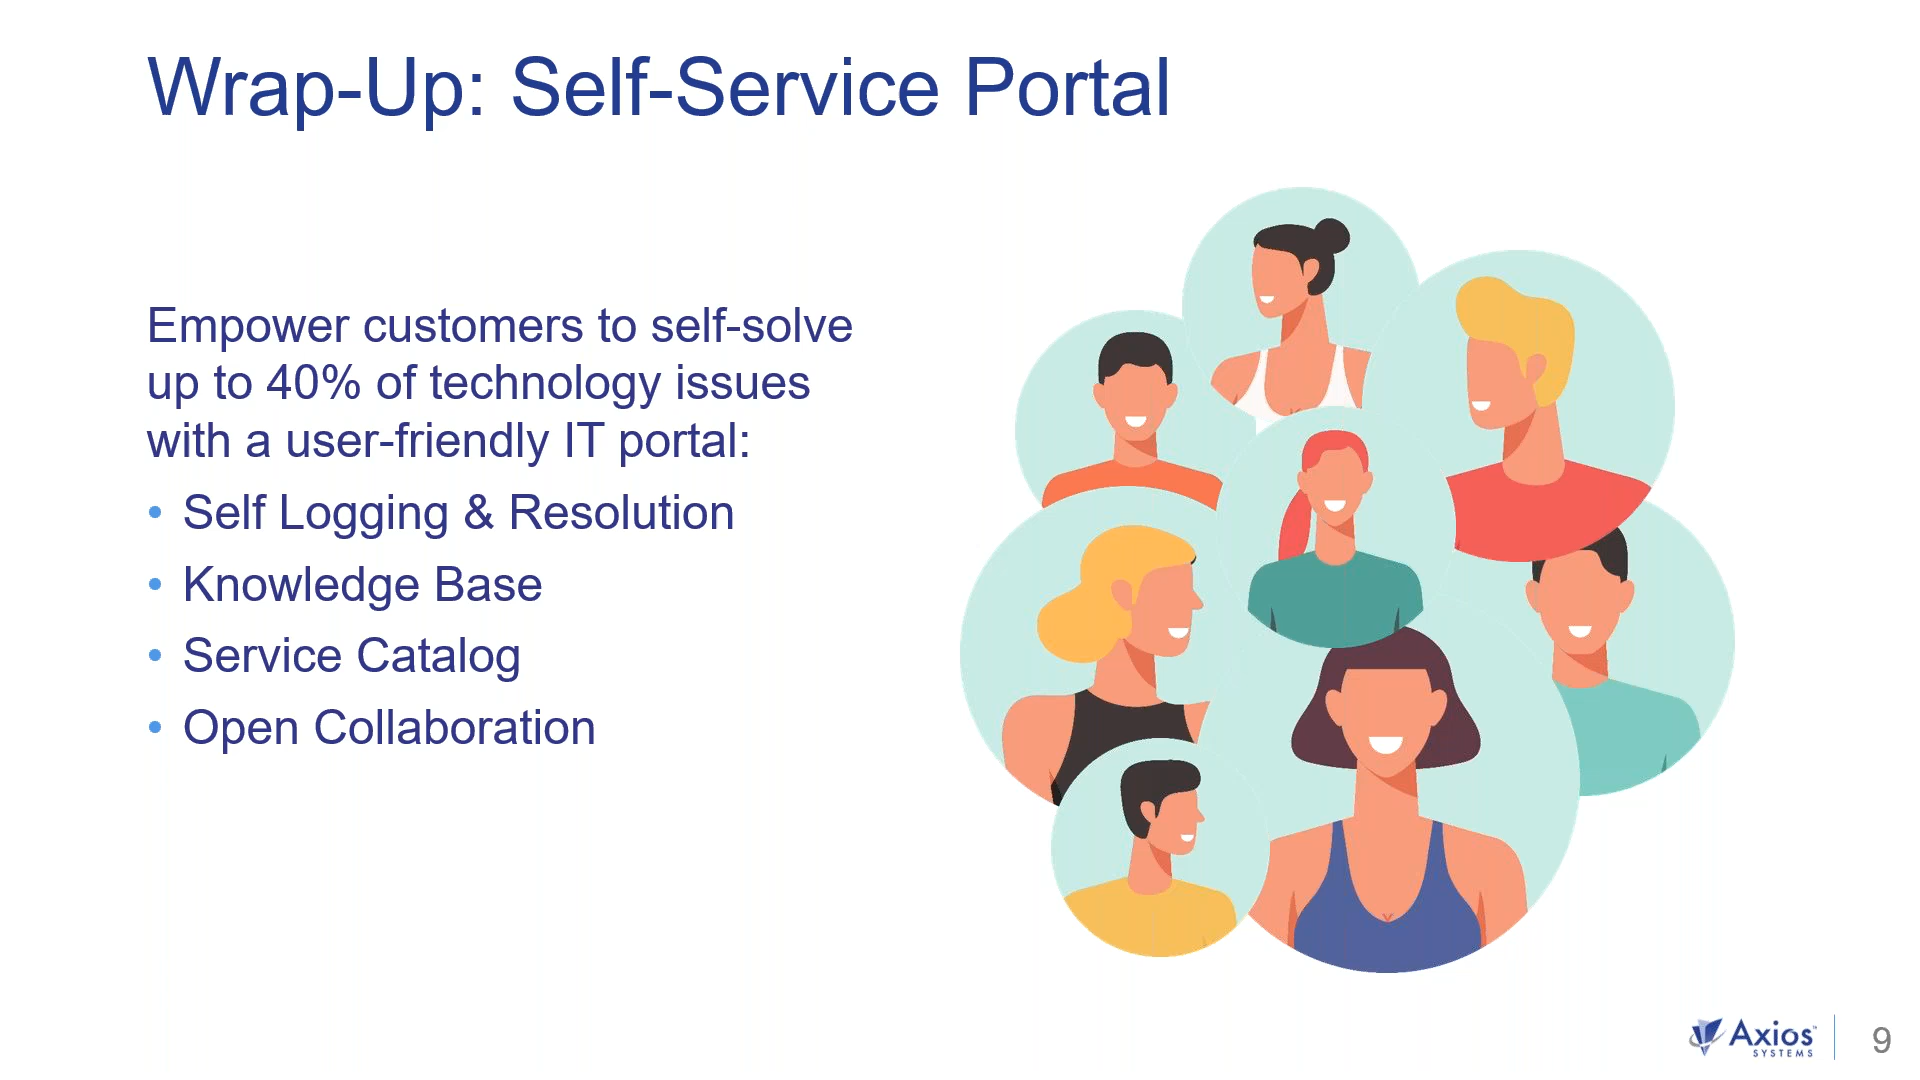 Wrap-Up: Self-Service Portal
Empower customers to self-solve
up to 40% of technology issues
with a user-friendly IT portal:
• Self Logging & Resolution
• Knowledge Base
• Service Catalog
• Open Collaboration
Axios™
SYSTEMS
9